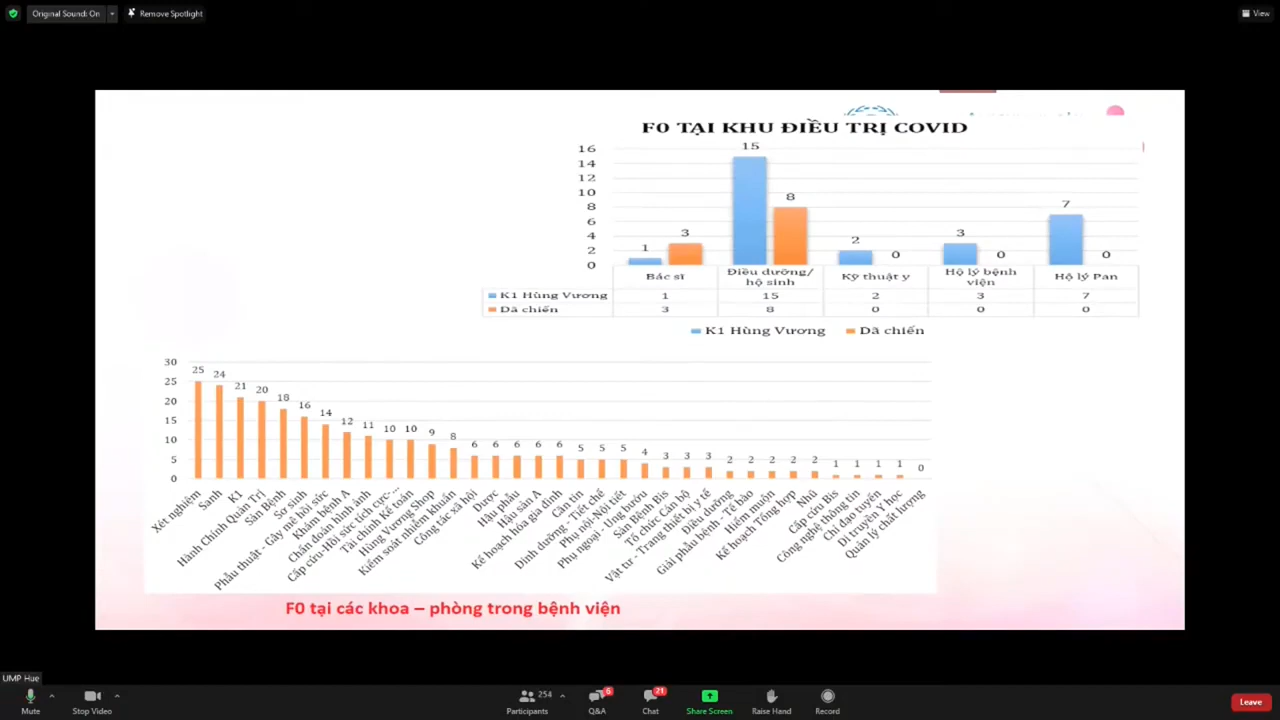 Original Sound: On
Remove Spotlight
View
F0 TẠI KHU ĐIỀU TRỊ COVID
16
14
12
10
8
6
4
2
0
1 3 15 8 2 0 3 0 7 0
Bác sĩ Điều dưỡng/ hộ sinh Kỹ thuật y Hộ lý bệnh viện Hộ lý Pan
K1 Hùng Vương 1 15 2 3 7
Dã chiến 3 8 0 0 0
K1 Hùng Vương Dã chiến
30
25
20
15
10
5
0
25 24 21 20 18 16 14 12 11 10 10 9 8 6 6 6 6 6 5 5 5 4 3 3 3 2 2 2 2 2 1 1 1 1 0
Xét nghiệm
Sanh
K1
Hành Chính Quản Trị
Sản Bệnh
Sơ sinh
Phẫu thuật - Gây mê hồi sức
Khám bệnh A
Chẩn đoán hình ảnh
Cấp cứu-Hồi sức tích cực-...
Tài chính Kế toán
Hùng Vương Shop
Kiểm soát nhiễm khuẩn
Công tác xã hội
Dược
Hậu phẫu
Hậu sản A
Kế hoạch hóa gia đình
Căn tin
Dinh dưỡng - Tiết chế
Phụ nội-Nội tiết
Phụ ngoại - Ung bướu
Sản Bệnh Bis
Tổ chức Cán bộ
Vật tư - Trang thiết bị y tế
Điều dưỡng
Giải phẫu bệnh - Tế bào
Hiếm muộn
Kế hoạch Tổng hợp
Nhũ
Cấp cứu Bis
Công nghệ thông tin
Chỉ đạo tuyến
Di truyền Y học
Quản lý chất lượng
F0 tại các khoa – phòng trong bệnh viện
UMP Hue
Mute
Stop Video
254
Participants
6
Q&A
21
Chat
Share Screen
Raise Hand
Record
Leave